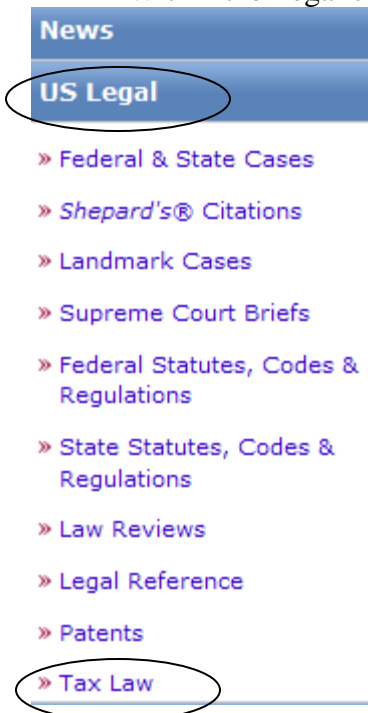 News
US Legal
» Federal & State Cases
» Shepard's® Citations
» Landmark Cases
» Supreme Court Briefs
» Federal Statutes, Codes &
Regulations
» State Statutes, Codes &
Regulations
» Law Reviews
» Legal Reference
» Patents
» Tax Law